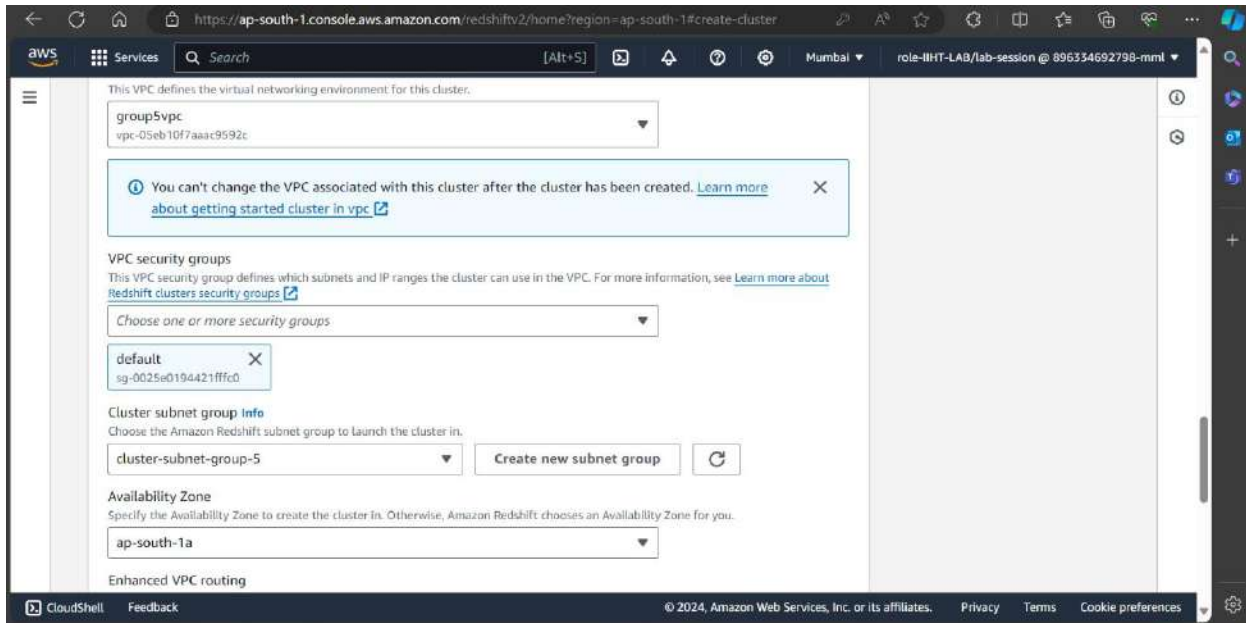 https://ap-south-1.console.aws.amazon.com/redshiftv2/home?region=ap-south-1#create-cluster
aws Services Search [Alt+S] Mumbai role-IIHT-LAB/lab-session @ 896334692798-mml
This VPC defines the virtual networking environment for this cluster.
group5vpc
vpc-05eb10f7aaac9592c
You can't change the VPC associated with this cluster after the cluster has been created. Learn more
about getting started cluster in vpc
VPC security groups
This VPC security group defines which subnets and IP ranges the cluster can use in the VPC. For more information, see Learn more about
Redshift clusters security groups
Choose one or more security groups
default
sg-0025e0194421fffc0
Cluster subnet group Info
Choose the Amazon Redshift subnet group to launch the cluster in.
cluster-subnet-group-5 Create new subnet group
Availability Zone
Specify the Availability Zone to create the cluster in. Otherwise, Amazon Redshift chooses an Availability Zone for you.
ap-south-1a
Enhanced VPC routing
CloudShell Feedback © 2024, Amazon Web Services, Inc. or its affiliates. Privacy Terms Cookie preferences